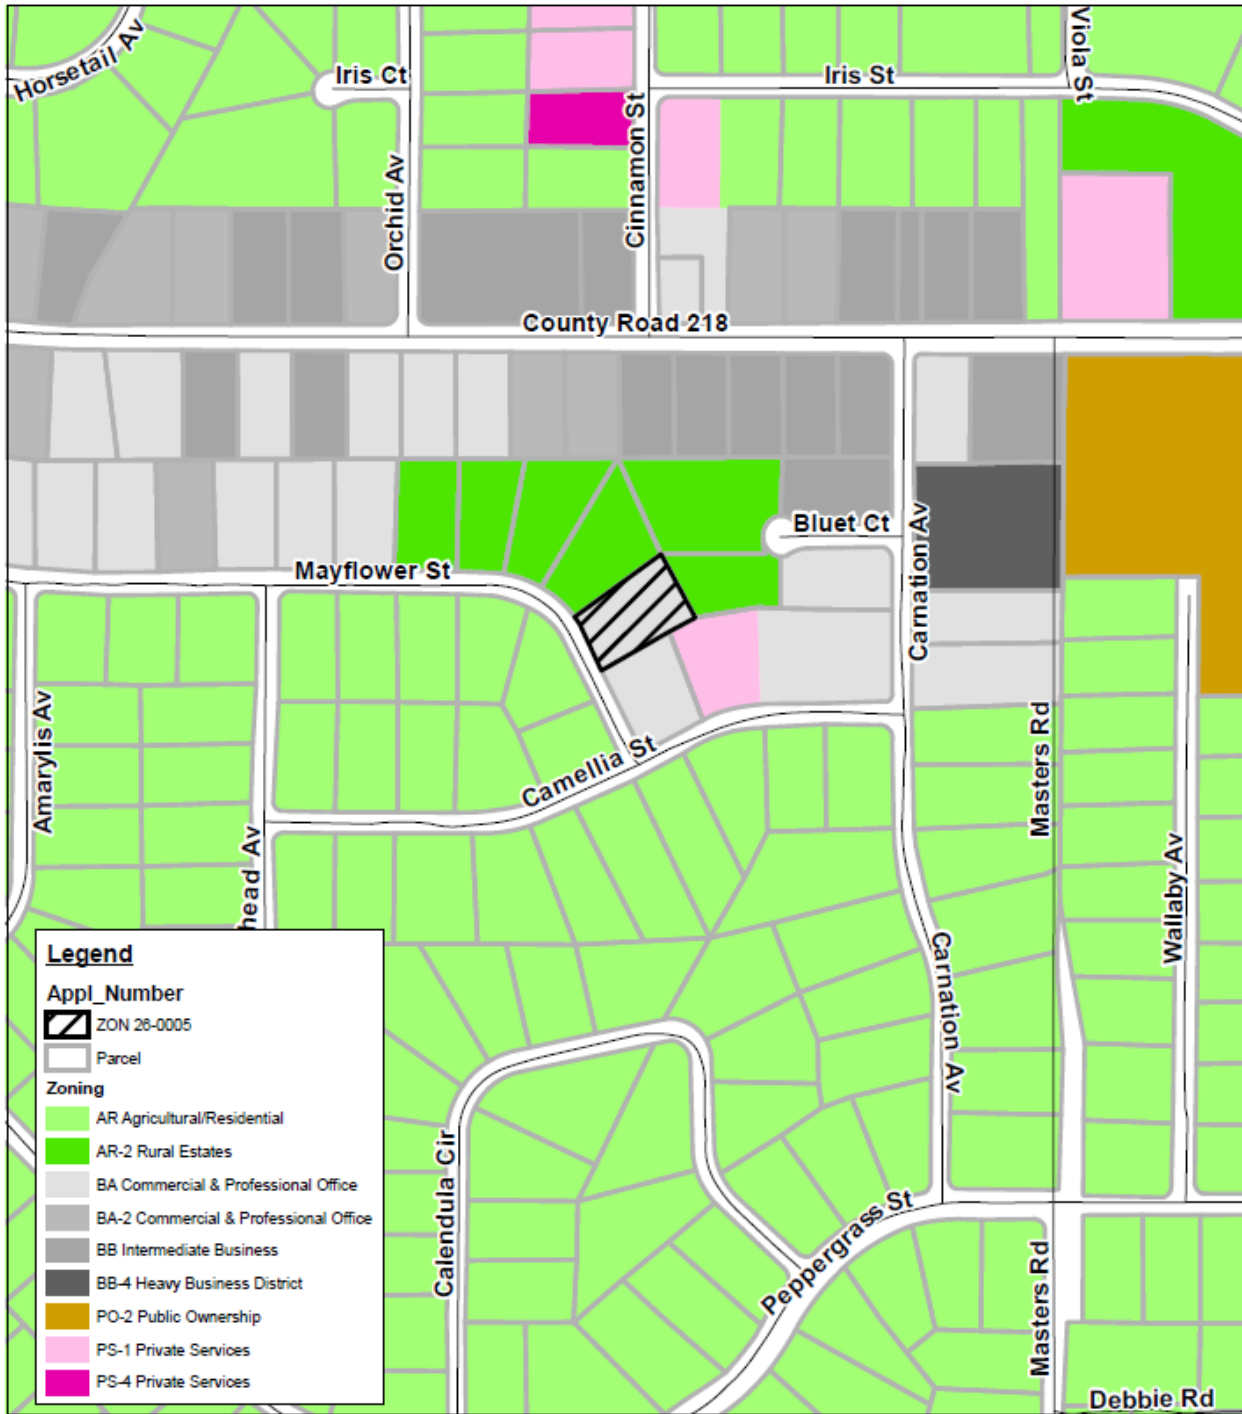 Horsetail Av
Iris Ct
Iris St
Viola St
Orchid Av
Cinnamon St
County Road 218
Mayflower St
Bluet Ct
Carnation Av
Amarylis Av
Camellia St
Masters Rd
head Av
Wallaby Av
Carnation Av
Calendula Cir
Peppergrass St
Masters Rd
Debbie Rd
Legend
Appl_Number
ZON 26-0005
Parcel
Zoning
AR Agricultural/Residential
AR-2 Rural Estates
BA Commercial & Professional Office
BA-2 Commercial & Professional Office
BB Intermediate Business
BB-4 Heavy Business District
PO-2 Public Ownership
PS-1 Private Services
PS-4 Private Services